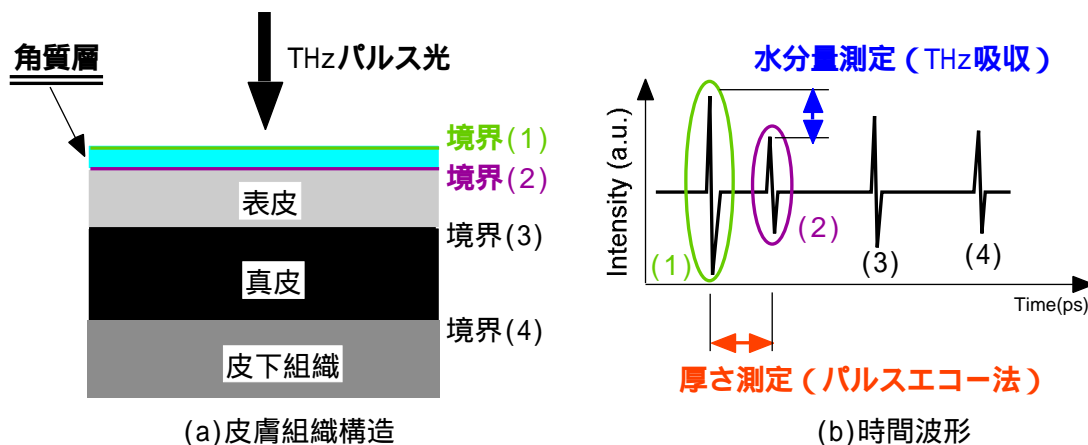 角質層
THzパルス光
境界(1)
境界(2)
表皮
境界(3)
真皮
境界(4)
皮下組織
(a)皮膚組織構造
水分量測定(THz吸収)
Intensity (a.u.)
(1)
(2)
(3)
(4)
Time(ps)
厚さ測定(パルスエコー法)
(b)時間波形